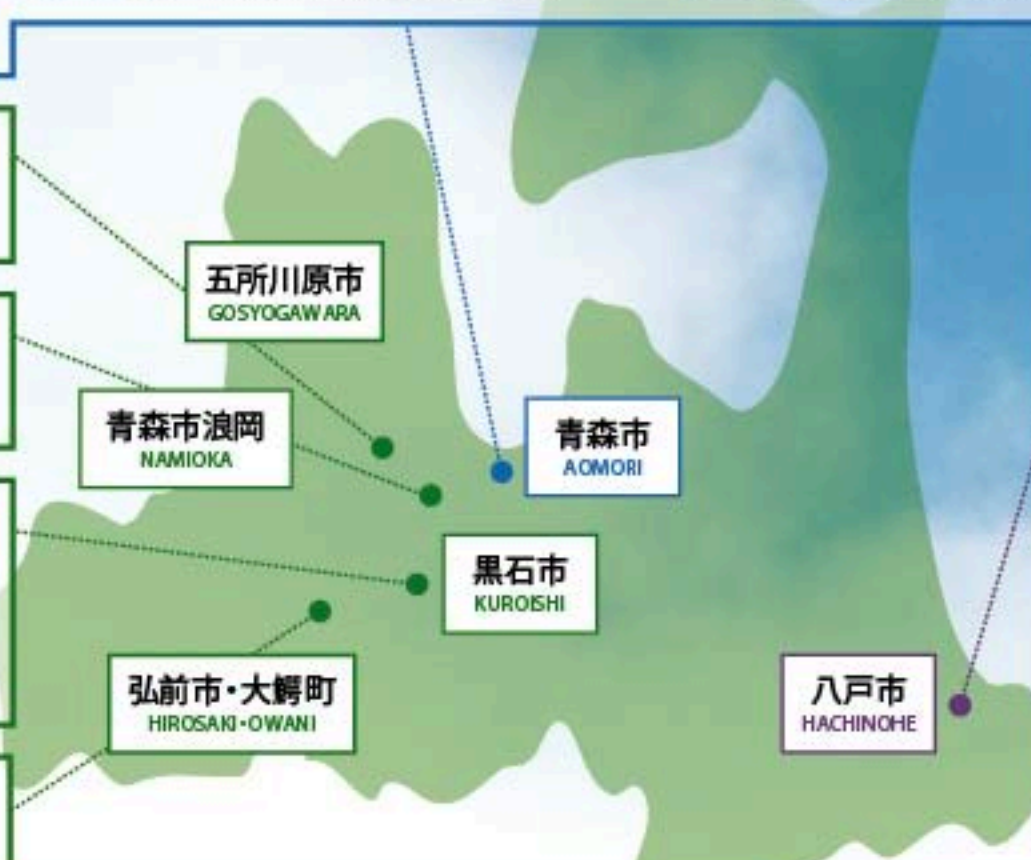 五所川原市
GOSYOGAWARA
青森市浪岡
NAMIOKA
青森市
AOMORI
黒石市
KUROISHI
弘前市・大鰐町
HIROSAKI・OWANI
八戸市
HACHINOHE